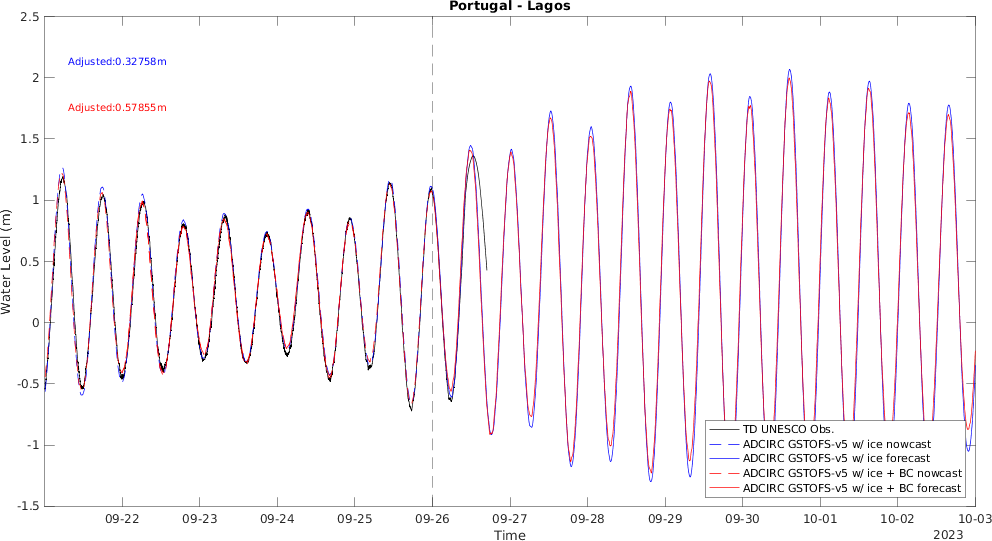 Portugal - Lagos
2.5
2
1.5
1
0.5
0
-0.5
-1
-1.5
Water Level (m)
Adjusted:0.32758m
Adjusted:0.57855m
TD UNESCO Obs.
ADCIRC GSTOFS-v5 w/ ice nowcast
ADCIRC GSTOFS-v5 w/ ice forecast
ADCIRC GSTOFS-v5 w/ ice + BC nowcast
ADCIRC GSTOFS-v5 w/ ice + BC forecast
09-22 09-23 09-24 09-25 09-26 09-27 09-28 09-29 09-30 10-01 10-02 10-03
Time
2023